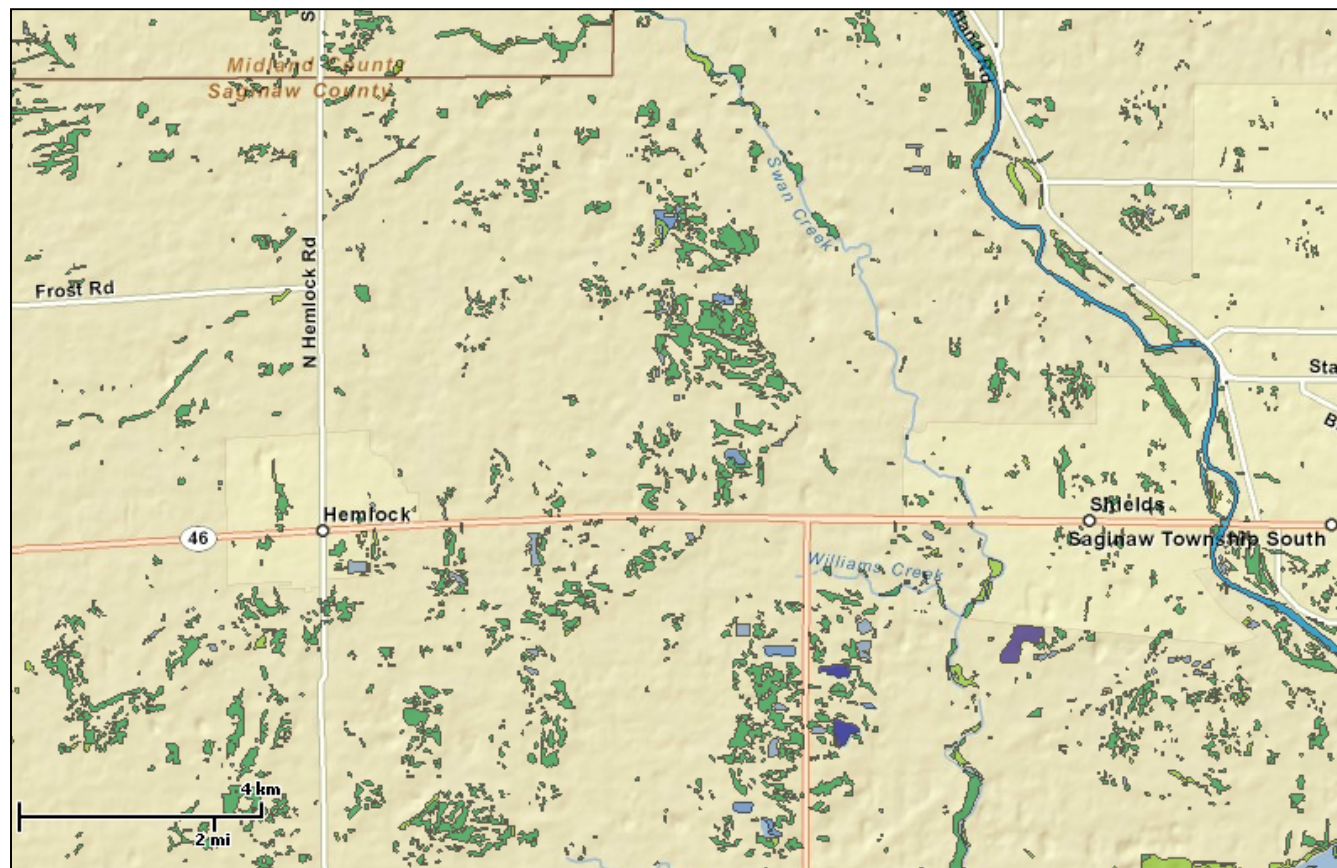 S
Midland County
Saginaw County
Swan Creek
N Hemlock Rd
Frost Rd
Sta
B
Hemlock
46
Shields
Saginaw Township South
Williams Creek
4 km
2 mi